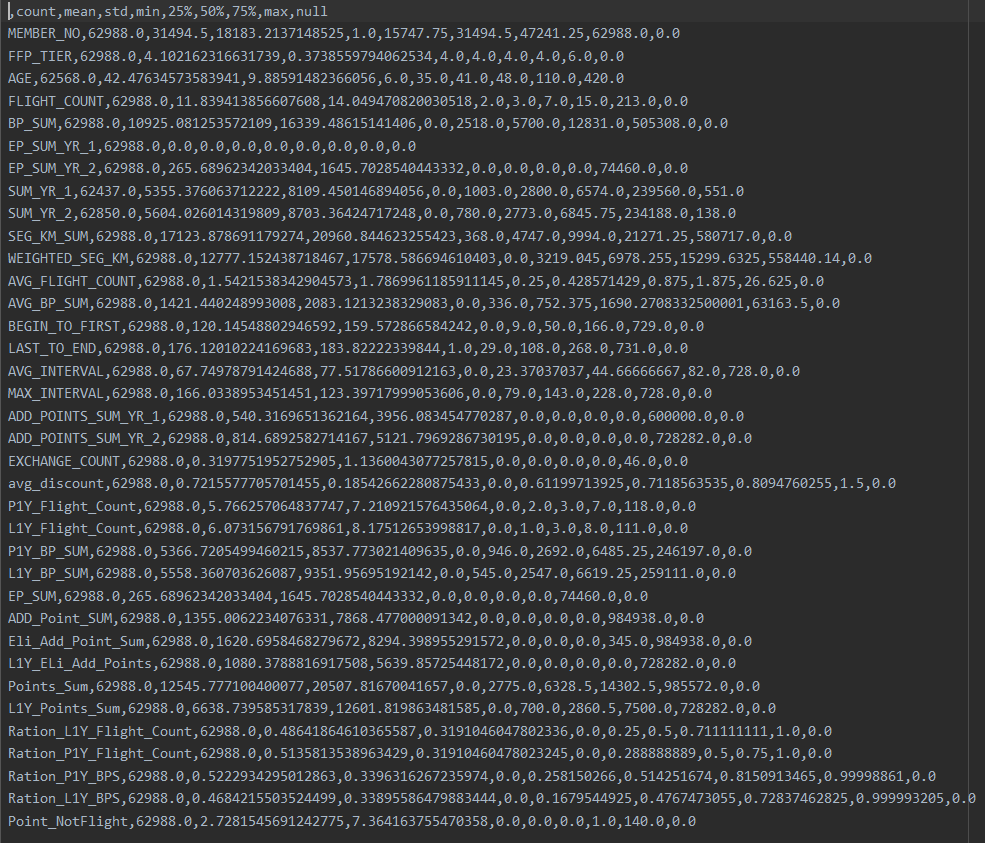 ,count,mean,std,min,25%,50%,75%,max,null
MEMBER_NO,62988.0,31494.5,18183.2137148525,1.0,15747.75,31494.5,47241.25,62988.0,0.0
FFP_TIER,62988.0,4.102162316631739,0.3738559794062534,4.0,4.0,4.0,4.0,6.0,0.0
AGE,62568.0,42.47634573583941,9.88591482366056,6.0,35.0,41.0,48.0,110.0,420.0
FLIGHT_COUNT,62988.0,11.839413856607608,14.049470820030518,2.0,3.0,7.0,15.0,213.0,0.0
BP_SUM,62988.0,10925.081253572109,16339.48615141406,0.0,2518.0,5700.0,12831.0,505308.0,0.0
EP_SUM_YR_1,62988.0,0.0,0.0,0.0,0.0,0.0,0.0,0.0,0.0
EP_SUM_YR_2,62988.0,265.68962342033404,1645.7028540443332,0.0,0.0,0.0,0.0,74460.0,0.0
SUM_YR_1,62437.0,5355.376063712222,8109.450146894056,0.0,1003.0,2800.0,6574.0,239560.0,551.0
SUM_YR_2,62850.0,5604.026014319809,8703.36424717248,0.0,780.0,2773.0,6845.75,234188.0,138.0
SEG_KM_SUM,62988.0,17123.878691179274,20960.844623255423,368.0,4747.0,9994.0,21271.25,580717.0,0.0
WEIGHTED_SEG_KM,62988.0,12777.152438718467,17578.586694610403,0.0,3219.045,6978.255,15299.6325,558440.14,0.0
AVG_FLIGHT_COUNT,62988.0,1.5421538342904573,1.7869961185911145,0.25,0.428571429,0.875,1.875,26.625,0.0
AVG_BP_SUM,62988.0,1421.440248993008,2083.1213238329083,0.0,336.0,752.375,1690.2708332500001,63163.5,0.0
BEGIN_TO_FIRST,62988.0,120.14548802946592,159.572866584242,0.0,9.0,50.0,166.0,729.0,0.0
LAST_TO_END,62988.0,176.12010224169683,183.82222339844,1.0,29.0,108.0,268.0,731.0,0.0
AVG_INTERVAL,62988.0,67.74978791424688,77.51786600912163,0.0,23.37037037,44.66666667,82.0,728.0,0.0
MAX_INTERVAL,62988.0,166.0338953451451,123.39717999053606,0.0,79.0,143.0,228.0,728.0,0.0
ADD_POINTS_SUM_YR_1,62988.0,540.3169651362164,3956.083454770287,0.0,0.0,0.0,0.0,600000.0,0.0
ADD_POINTS_SUM_YR_2,62988.0,814.6892582714167,5121.7969286730195,0.0,0.0,0.0,0.0,728282.0,0.0
EXCHANGE_COUNT,62988.0,0.3197751952752905,1.1360043077257815,0.0,0.0,0.0,0.0,46.0,0.0
avg_discount,62988.0,0.7215577705701455,0.18542662280875433,0.0,0.61199713925,0.7118563535,0.8094760255,1.5,0.0
P1Y_Flight_Count,62988.0,5.766257064837747,7.210921576435064,0.0,2.0,3.0,7.0,118.0,0.0
L1Y_Flight_Count,62988.0,6.073156791769861,8.17512653998817,0.0,1.0,3.0,8.0,111.0,0.0
P1Y_BP_SUM,62988.0,5366.7205499460215,8537.773021409635,0.0,946.0,2692.0,6485.25,246197.0,0.0
L1Y_BP_SUM,62988.0,5558.360703626087,9351.95695192142,0.0,545.0,2547.0,6619.25,259111.0,0.0
EP_SUM,62988.0,265.68962342033404,1645.7028540443332,0.0,0.0,0.0,0.0,74460.0,0.0
ADD_Point_SUM,62988.0,1355.0062234076331,7868.477000091342,0.0,0.0,0.0,0.0,984938.0,0.0
Eli_Add_Point_Sum,62988.0,1620.6958468279672,8294.398955291572,0.0,0.0,0.0,345.0,984938.0,0.0
L1Y_ELi_Add_Points,62988.0,1080.3788816917508,5639.85725448172,0.0,0.0,0.0,0.0,728282.0,0.0
Points_Sum,62988.0,12545.777100400077,20507.81670041657,0.0,2775.0,6328.5,14302.5,985572.0,0.0
L1Y_Points_Sum,62988.0,6638.739585317839,12601.819863481585,0.0,700.0,2860.5,7500.0,728282.0,0.0
Ration_L1Y_Flight_Count,62988.0,0.48641864610365587,0.3191046047802336,0.0,0.25,0.5,0.711111111,1.0,0.0
Ration_P1Y_Flight_Count,62988.0,0.5135813538963429,0.31910460478023245,0.0,0.288888889,0.5,0.75,1.0,0.0
Ration_P1Y_BPS,62988.0,0.5222934295012863,0.3396316267235974,0.0,0.258150266,0.514251674,0.8150913465,0.99998861,0.0
Ration_L1Y_BPS,62988.0,0.4684215503524499,0.33895586479883444,0.0,0.1679544925,0.4767473055,0.72837462825,0.999993205,0.0
Point_NotFlight,62988.0,2.7281545691242775,7.364163755470358,0.0,0.0,0.0,1.0,140.0,0.0